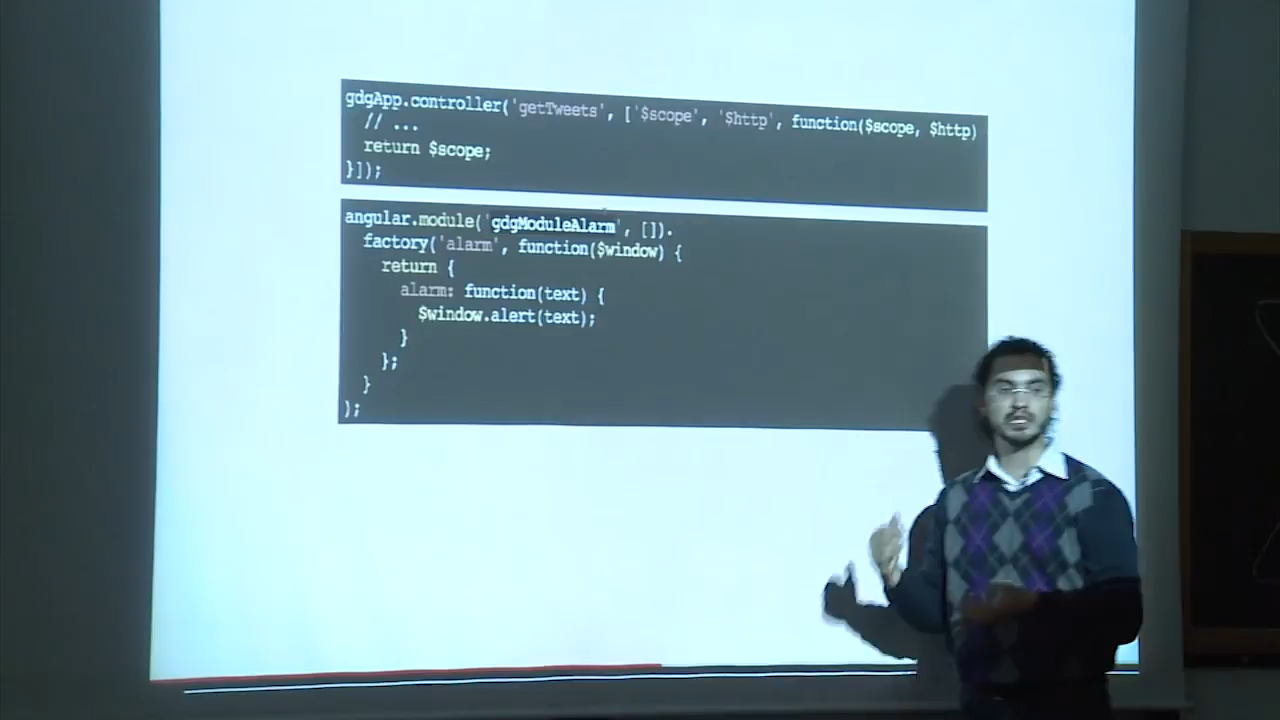 gdgApp.controller('getTweets', ['$scope', '$http', function($scope, $http)
// ...
return $scope;
}]);
angular.module('gdgModuleAlarm', []).
factory('alarm', function($window) {
return {
alarm: function(text) {
$window.alert(text);
}
};
}
);